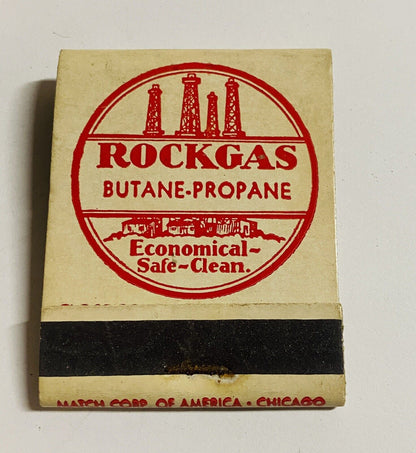 ROCKGAS
BUTANE-PROPANE
Economical~
Safe~Clean.
MATCH CORP. OF AMERICA · CHICAGO